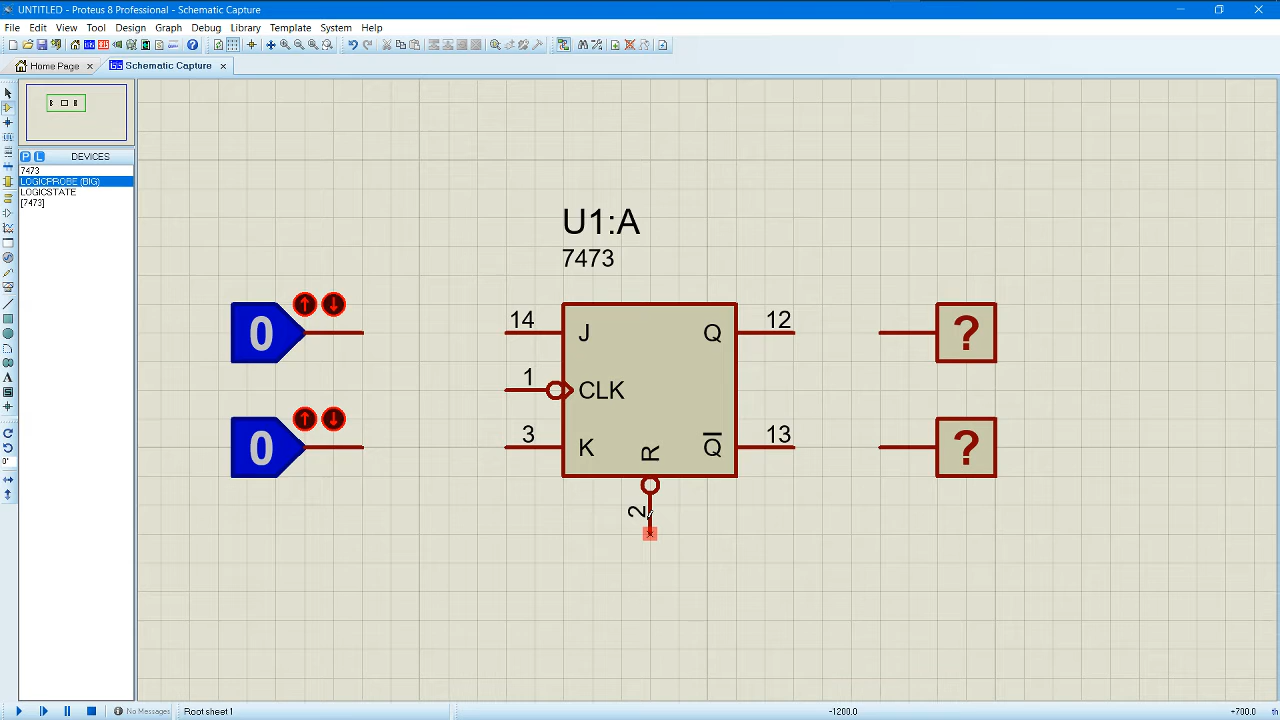 UNTITLED - Proteus 8 Professional - Schematic Capture
File Edit View Tool Design Graph Debug Library Template System Help
Home Page Schematic Capture
P L DEVICES
7473
LOGICPROBE (BIG)
LOGICSTATE
[7473]
U1:A
7473
0
14 J
Q 12
?
1 CLK
0
3 K
R
Q̅ 13
?
2
0°
No Messages Root sheet 1 -1200.0 +700.0 th